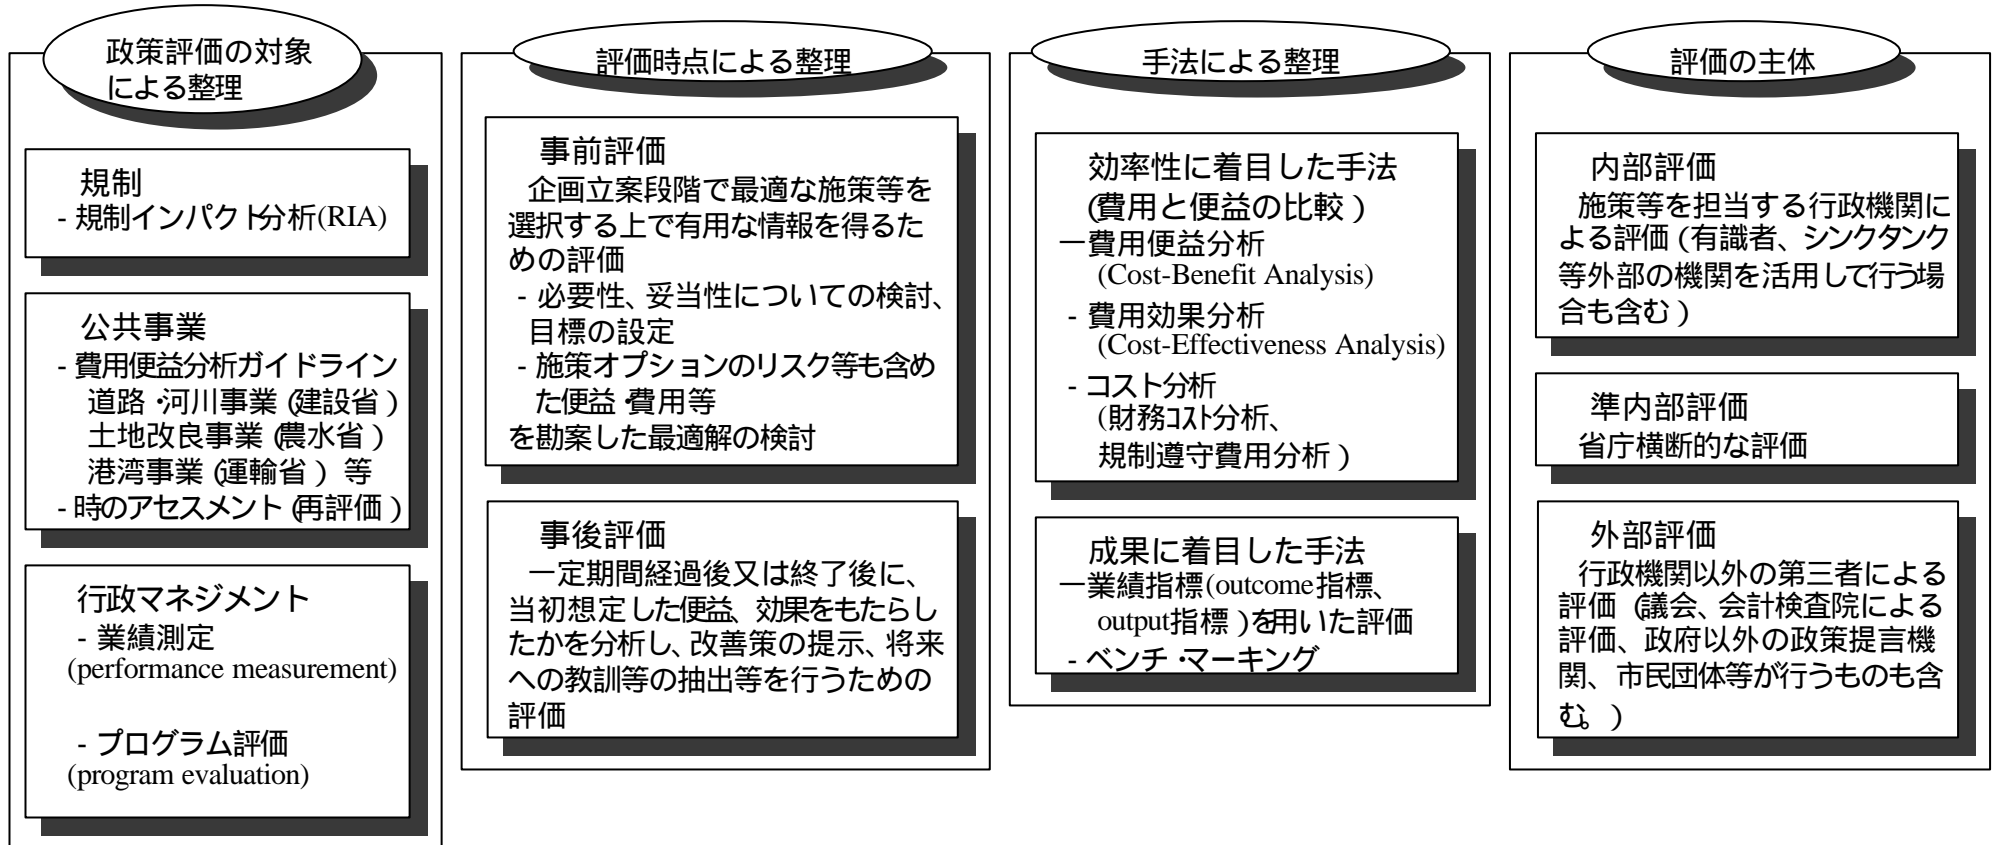 政策評価の対象
による整理
規制
- 規制インパクト分析(RIA)
公共事業
- 費用便益分析ガイドライン
道路・河川事業(建設省)
土地改良事業(農水省)
港湾事業(運輸省) 等
- 時のアセスメント(再評価)
行政マネジメント
- 業績測定
(performance measurement)
- プログラム評価
(program evaluation)
評価時点による整理
事前評価
企画立案段階で最適な施策等を
選択する上で有用な情報を得るた
めの評価
- 必要性、妥当性についての検討、
目標の設定
- 施策オプションのリスク等も含め
た便益・費用等
を勘案した最適解の検討
事後評価
一定期間経過後又は終了後に、
当初想定した便益、効果をもたらし
たかを分析し、改善策の提示、将来
への教訓等の抽出等を行うための
評価
手法による整理
効率性に着目した手法
(費用と便益の比較)
ー費用便益分析
(Cost-Benefit Analysis)
- 費用効果分析
(Cost-Effectiveness Analysis)
- コスト分析
(財務コスト分析、
規制遵守費用分析)
成果に着目した手法
ー業績指標(outcome指標、
output指標)を用いた評価
- ベンチ・マーキング
評価の主体
内部評価
施策等を担当する行政機関に
よる評価(有識者、シンクタンク
等外部の機関を活用して行う場
合も含む)
準内部評価
省庁横断的な評価
外部評価
行政機関以外の第三者による
評価(議会、会計検査院による
評価、政府以外の政策提言機
関、市民団体等が行うものも含
む。)